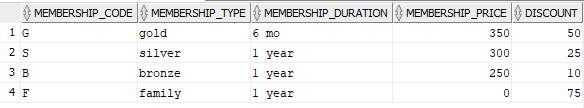 MEMBERSHIP_CODE MEMBERSHIP_TYPE MEMBERSHIP_DURATION MEMBERSHIP_PRICE DISCOUNT
1 G gold 6 mo 350 50
2 S silver 1 year 300 25
3 B bronze 1 year 250 10
4 F family 1 year 0 75